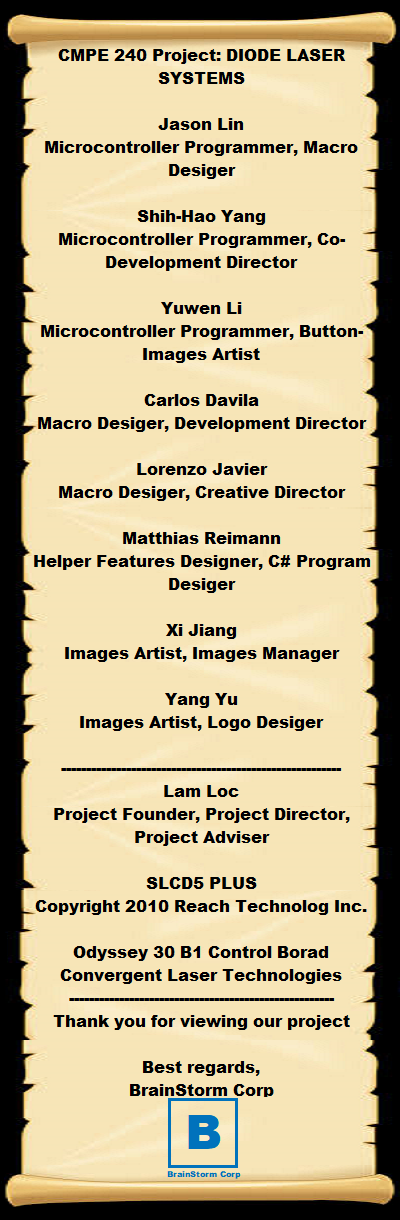 CMPE 240 Project: DIODE LASER
SYSTEMS
Jason Lin
Microcontroller Programmer, Macro
Desiger
Shih-Hao Yang
Microcontroller Programmer, Co-
Development Director
Yuwen Li
Microcontroller Programmer, Button-
Images Artist
Carlos Davila
Macro Desiger, Development Director
Lorenzo Javier
Macro Desiger, Creative Director
Matthias Reimann
Helper Features Designer, C# Program
Desiger
Xi Jiang
Images Artist, Images Manager
Yang Yu
Images Artist, Logo Desiger
--------------------------------------------------------
Lam Loc
Project Founder, Project Director,
Project Adviser
SLCD5 PLUS
Copyright 2010 Reach Technolog Inc.
Odyssey 30 B1 Control Borad
Convergent Laser Technologies
-----------------------------------------------------
Thank you for viewing our project
Best regards,
BrainStorm Corp
B
BrainStorm Corp